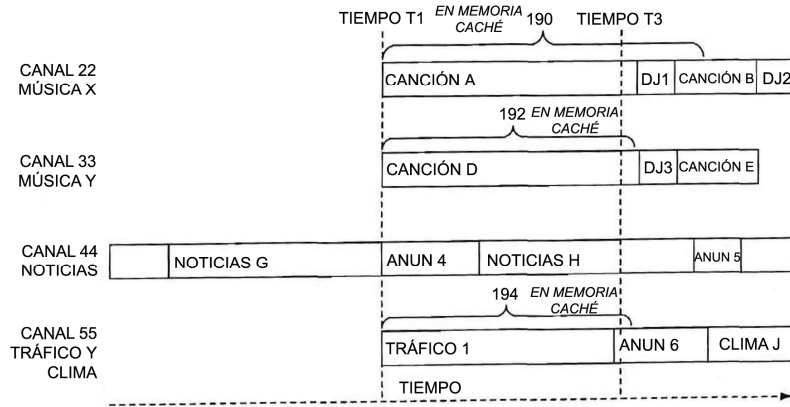 TIEMPO T1
EN MEMORIA
CACHÉ
190
TIEMPO T3
CANAL 22
MÚSICA X
CANCIÓN A
DJ1
CANCIÓN B
DJ2
192
EN MEMORIA
CACHÉ
CANAL 33
MÚSICA Y
CANCIÓN D
DJ3
CANCIÓN E
CANAL 44
NOTICIAS
NOTICIAS G
ANUN 4
NOTICIAS H
ANUN 5
194
EN MEMORIA
CACHÉ
CANAL 55
TRÁFICO Y
CLIMA
TRÁFICO 1
ANUN 6
CLIMA J
TIEMPO